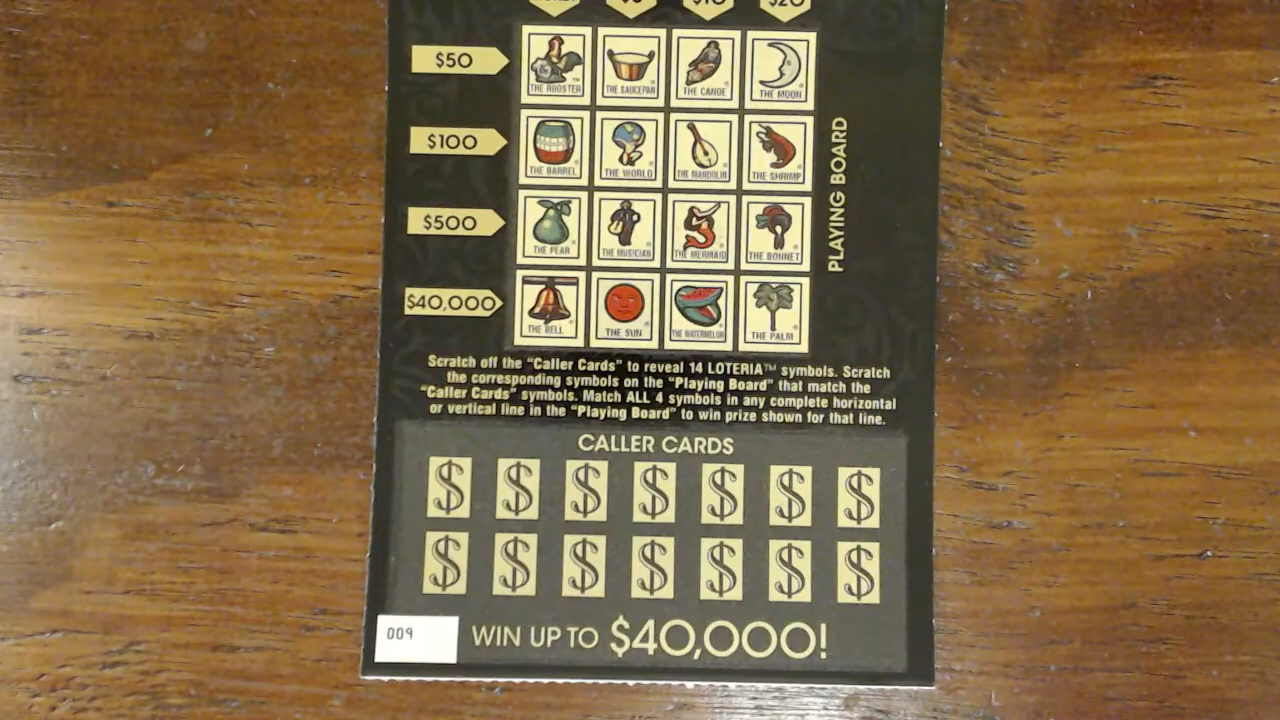 $10 $20
$50 THE ROOSTER™ THE SAUCEPAN® THE CANOE® THE MOON®
$100 THE BARREL® THE WORLD® THE MANDOLIN® THE SHRIMP®
$500 THE PEAR® THE MUSICIAN® THE MERMAID® THE BONNET®
$40,000 THE BELL® THE SUN® THE WATERMELON® THE PALM®
PLAYING BOARD
Scratch off the "Caller Cards" to reveal 14 LOTERIA™ symbols. Scratch
the corresponding symbols on the "Playing Board" that match the
"Caller Cards" symbols. Match ALL 4 symbols in any complete horizontal
or vertical line in the "Playing Board" to win prize shown for that line.
CALLER CARDS
$ $ $ $ $ $ $
$ $ $ $ $ $ $
009 WIN UP TO $40,000!